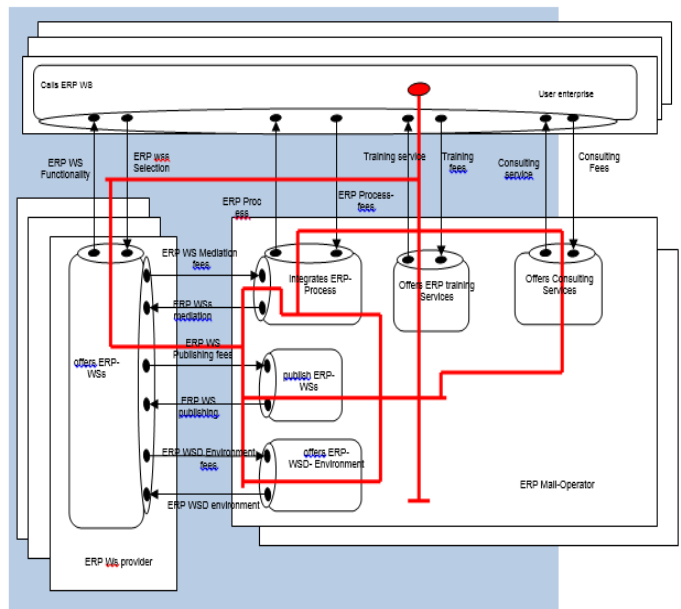 Calls ERP WS
User enterprise
ERP WS
Functionality
ERP wss
Selection
Training service
Training
fees
Consulting
service
Consulting
Fees
ERP Proc
ess
ERP Process-
fees
ERP WS Mediation
fees
ERP WSs
mediation
ERP WS
Publishing fees
ERP WS
publishing
ERP WSD Environment
fees
ERP WSD environment
offers ERP-
WSs
ERP Ws provider
Integrates ERP-
Process
Offers ERP training
Services
Offers Consulting
Services
publish ERP-
WSs
offers ERP-
WSD- Environment
ERP Mall-Operator